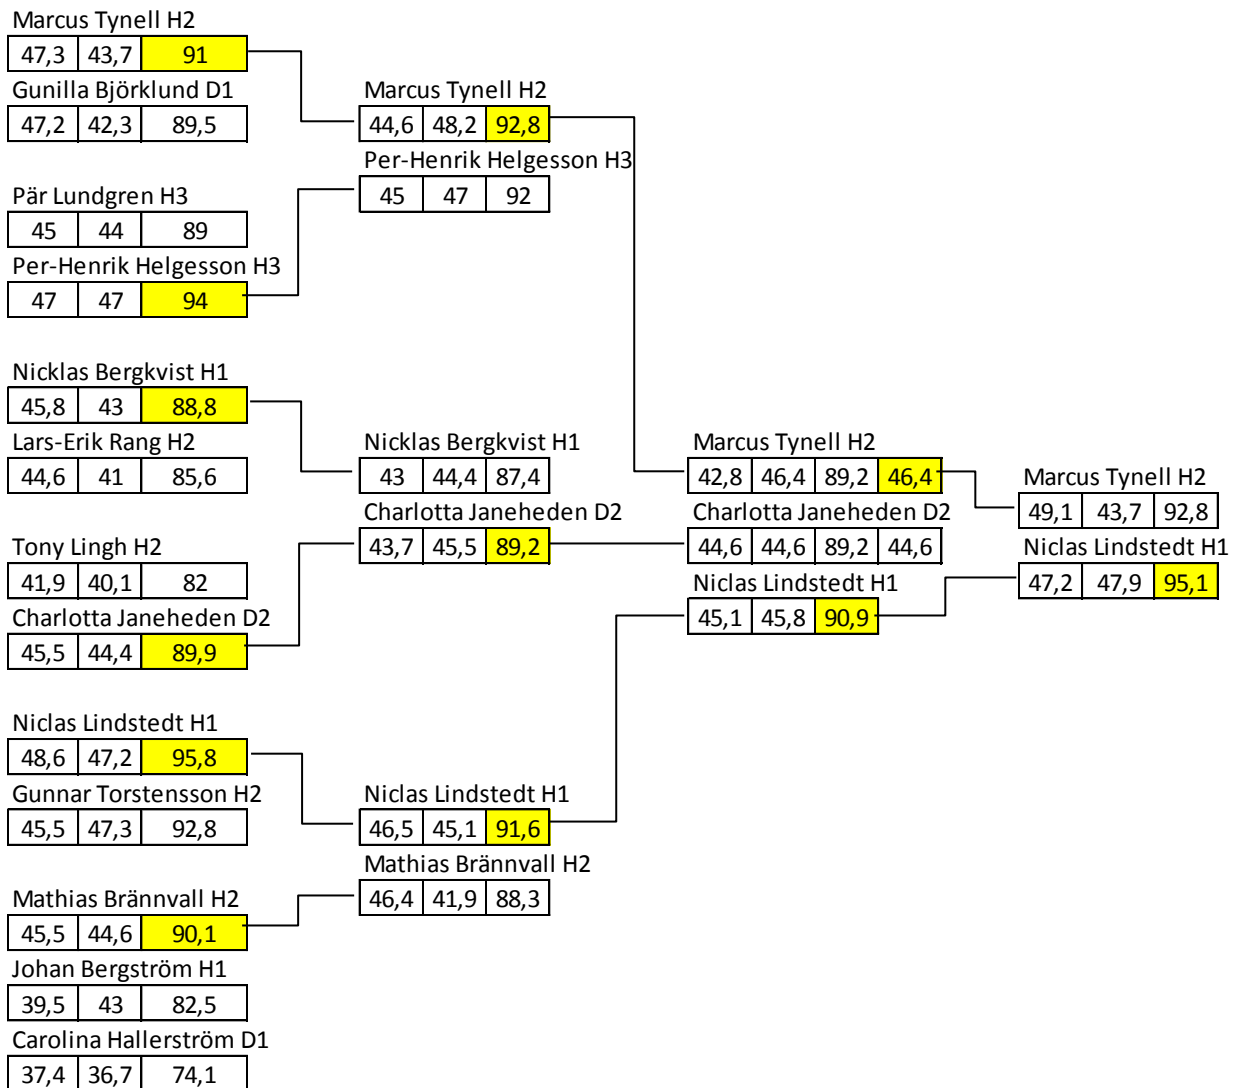 Marcus Tynell H2
47,3 43,7 91
Gunilla Björklund D1
47,2 42,3 89,5
Pär Lundgren H3
45 44 89
Per-Henrik Helgesson H3
47 47 94
Nicklas Bergkvist H1
45,8 43 88,8
Lars-Erik Rang H2
44,6 41 85,6
Tony Lingh H2
41,9 40,1 82
Charlotta Janeheden D2
45,5 44,4 89,9
Niclas Lindstedt H1
48,6 47,2 95,8
Gunnar Torstensson H2
45,5 47,3 92,8
Mathias Brännvall H2
45,5 44,6 90,1
Johan Bergström H1
39,5 43 82,5
Carolina Hallerström D1
37,4 36,7 74,1
Marcus Tynell H2
44,6 48,2 92,8
Per-Henrik Helgesson H3
45 47 92
Nicklas Bergkvist H1
43 44,4 87,4
Charlotta Janeheden D2
43,7 45,5 89,2
Niclas Lindstedt H1
46,5 45,1 91,6
Mathias Brännvall H2
46,4 41,9 88,3
Marcus Tynell H2
42,8 46,4 89,2 46,4
Charlotta Janeheden D2
44,6 44,6 89,2 44,6
Niclas Lindstedt H1
45,1 45,8 90,9
Marcus Tynell H2
49,1 43,7 92,8
Niclas Lindstedt H1
47,2 47,9 95,1